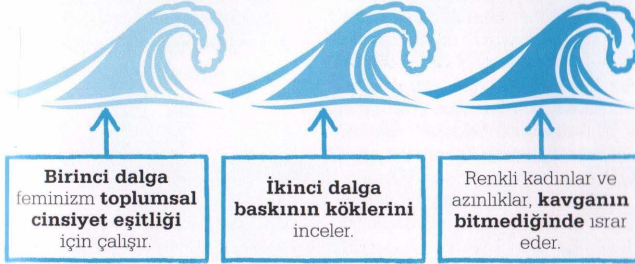 Birinci dalga
feminizm toplumsal
cinsiyet eşitliği
için çalışır.
İkinci dalga
baskının köklerini
inceler.
Renkli kadınlar ve
azınlıklar, kavganın
bitmediğinde ısrar
eder.